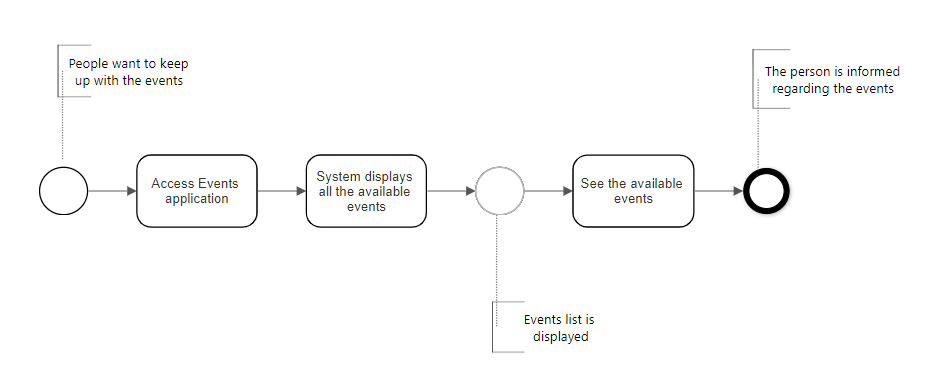 People want to keep
up with the events
The person is informed
regarding the events
Access Events
application
System displays
all the available
events
See the available
events
Events list is
displayed